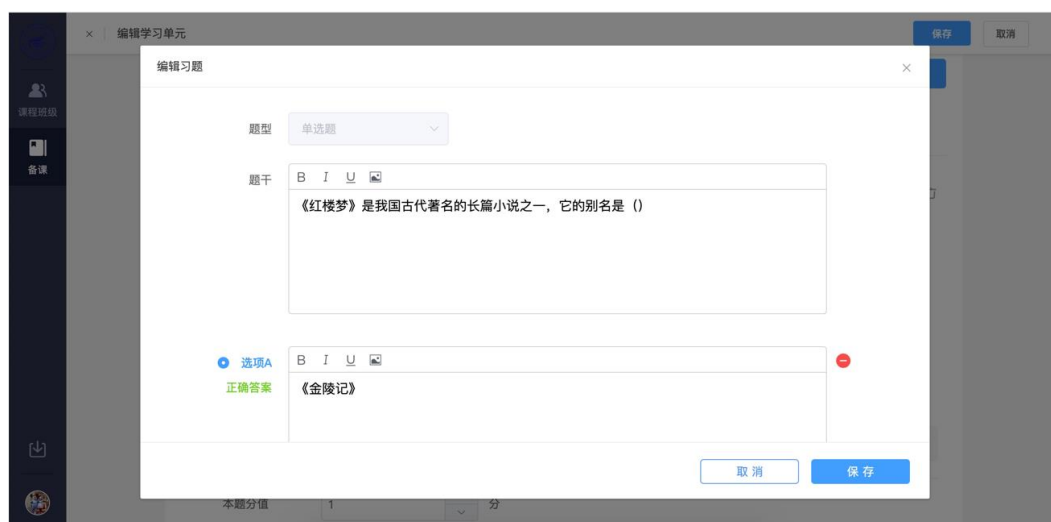 × 编辑学习单元
保存 取消
课程班级
备课
编辑习题 ×
题型 单选题
题干 B I U
《红楼梦》是我国古代著名的长篇小说之一，它的别名是（）
选项A B I U
正确答案 《金陵记》
取消 保存
本题分值 1 分